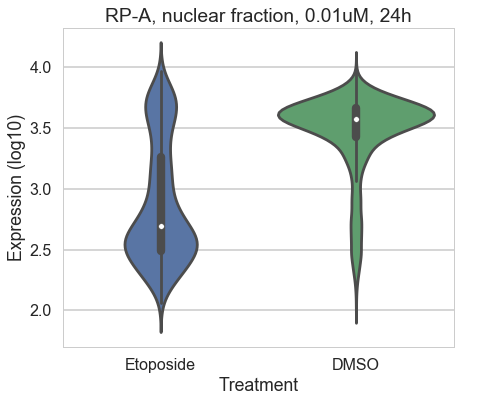 RP-A, nuclear fraction, 0.01uM, 24h
Expression (log10)
4.0
3.5
3.0
2.5
2.0
Etoposide DMSO
Treatment